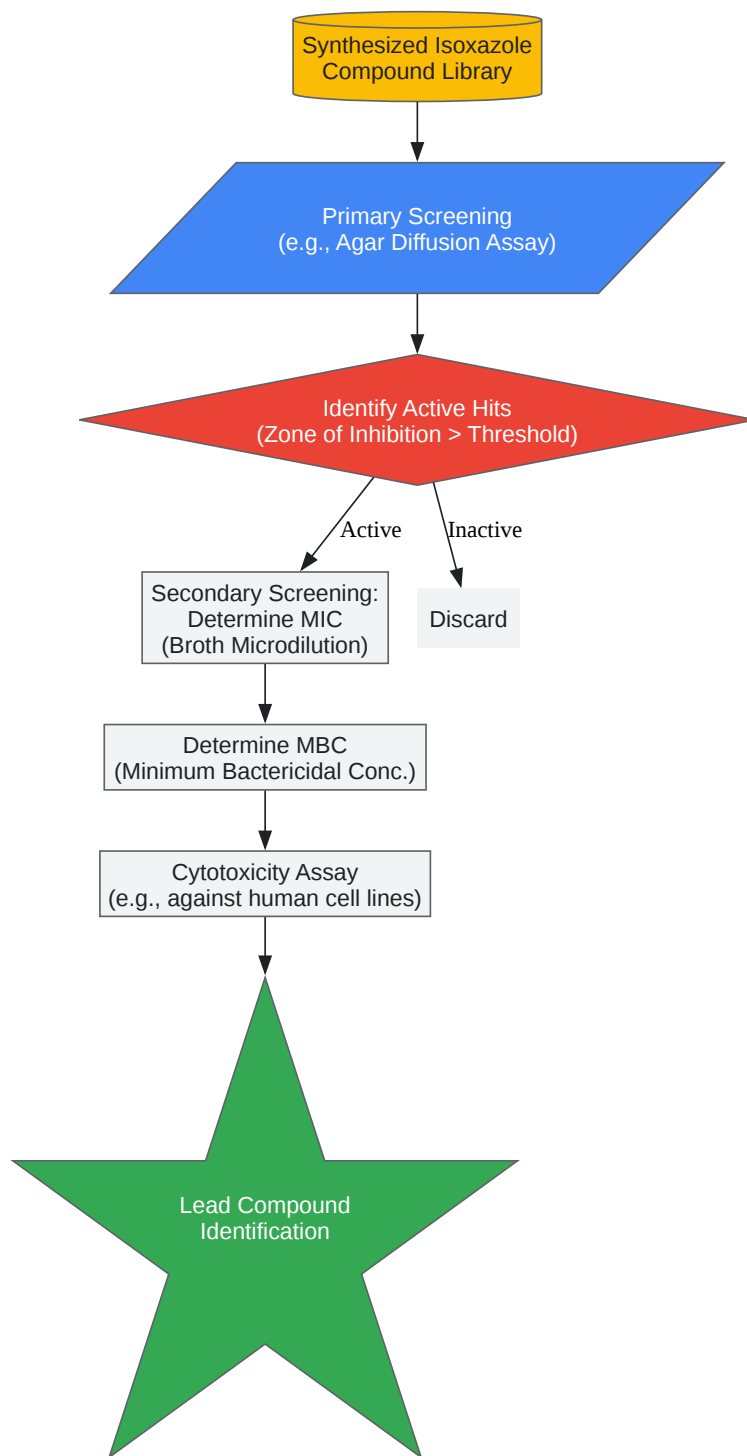 Synthesized Isoxazole
Compound Library
Primary Screening
(e.g., Agar Diffusion Assay)
Identify Active Hits
(Zone of Inhibition > Threshold)
Active
Inactive
Secondary Screening:
Determine MIC
(Broth Microdilution)
Discard
Determine MBC
(Minimum Bactericidal Conc.)
Cytotoxicity Assay
(e.g., against human cell lines)
Lead Compound
Identification